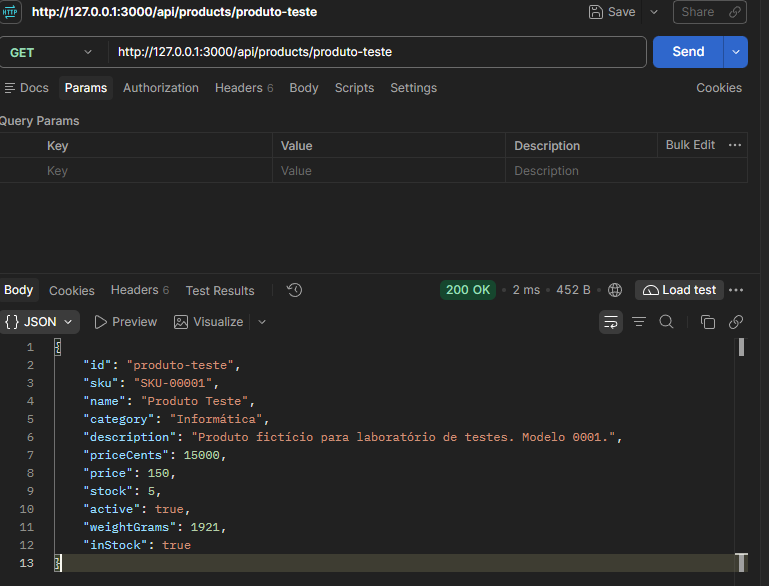 HTTP http://127.0.0.1:3000/api/products/produto-teste Save Share
GET http://127.0.0.1:3000/api/products/produto-teste Send
Docs Params Authorization Headers 6 Body Scripts Settings Cookies
Query Params
Key Value Description Bulk Edit
Key Value Description
Body Cookies Headers 6 Test Results 200 OK 2 ms 452 B Load test
{} JSON Preview Visualize
1 {
2 "id": "produto-teste",
3 "sku": "SKU-00001",
4 "name": "Produto Teste",
5 "category": "Informática",
6 "description": "Produto fictício para laboratório de testes. Modelo 0001.",
7 "priceCents": 15000,
8 "price": 150,
9 "stock": 5,
10 "active": true,
11 "weightGrams": 1921,
12 "inStock": true
13 }